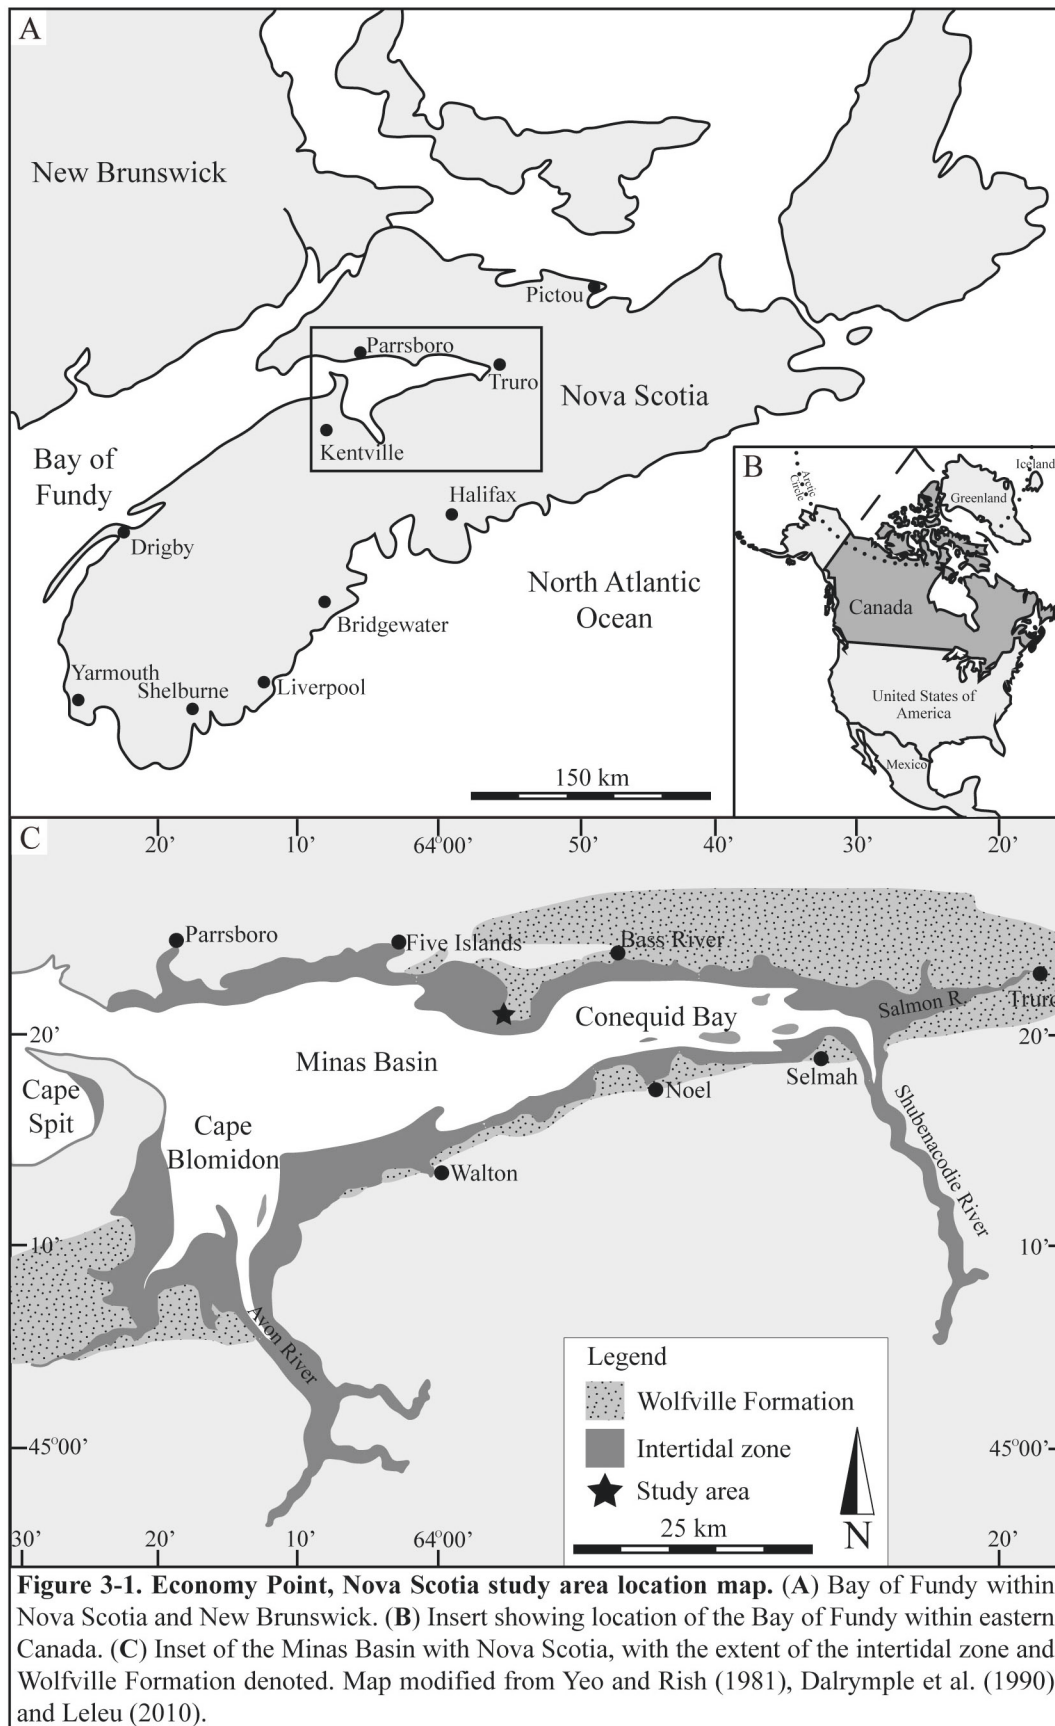 A
New Brunswick
Pictou
Parrsboro
Truro
Nova Scotia
Kentville
Bay of
Fundy
Halifax
Drigby
North Atlantic
Ocean
Bridgewater
Yarmouth
Shelburne
Liverpool
150 km
B
Arctic
Circle
Iceland
Greenland
Canada
United States of
America
Mexico
C
20’ 10’ 64°00’ 50’ 40’ 30’ 20’
Parrsboro
Five Islands
Bass River
Salmon R.
Truro
20’
Conequid Bay
20’
Minas Basin
Cape
Spit
Selmah
Noel
Cape
Blomidon
Shubenacodie River
Walton
10’
10’
Avon River
45°00’
45°00’
Legend
Wolfville Formation
Intertidal zone
Study area
25 km
N
30’ 20’ 10’ 64°00’ 20’
Figure 3-1. Economy Point, Nova Scotia study area location map. (A) Bay of Fundy within
Nova Scotia and New Brunswick. (B) Insert showing location of the Bay of Fundy within eastern
Canada. (C) Inset of the Minas Basin with Nova Scotia, with the extent of the intertidal zone and
Wolfville Formation denoted. Map modified from Yeo and Rish (1981), Dalrymple et al. (1990)
and Leleu (2010).